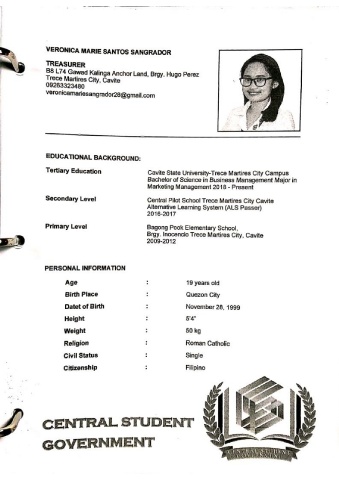 VERONICA MARIE SANTOS SANGRADOR
TREASURER
B8 L74 Gawad Kalinga Anchor Land, Brgy. Hugo Perez
Trece Martires City, Cavite
09263323480
veronicamariesangrador28@gmail.com
EDUCATIONAL BACKGROUND:
Tertiary Education Cavite State University-Trece Martires City Campus
Bachelor of Science in Business Management Major in
Marketing Management 2018 - Present
Secondary Level Central Pilot School Trece Martires City Cavite
Alternative Learning System (ALS Passer)
2016-2017
Primary Level Bagong Pook Elementary School,
Brgy. Inocencio Trece Martires City, Cavite
2009-2012
PERSONAL INFORMATION
Age : 19 years old
Birth Place : Quezon City
Datet of Birth : November 28, 1999
Height : 5'4"
Weight : 50 kg
Religion : Roman Catholic
Civil Status : Single
Citizenship : Filipino
CENTRAL STUDENT
GOVERNMENT
CENTRAL STUDENT
GOVERNMENT